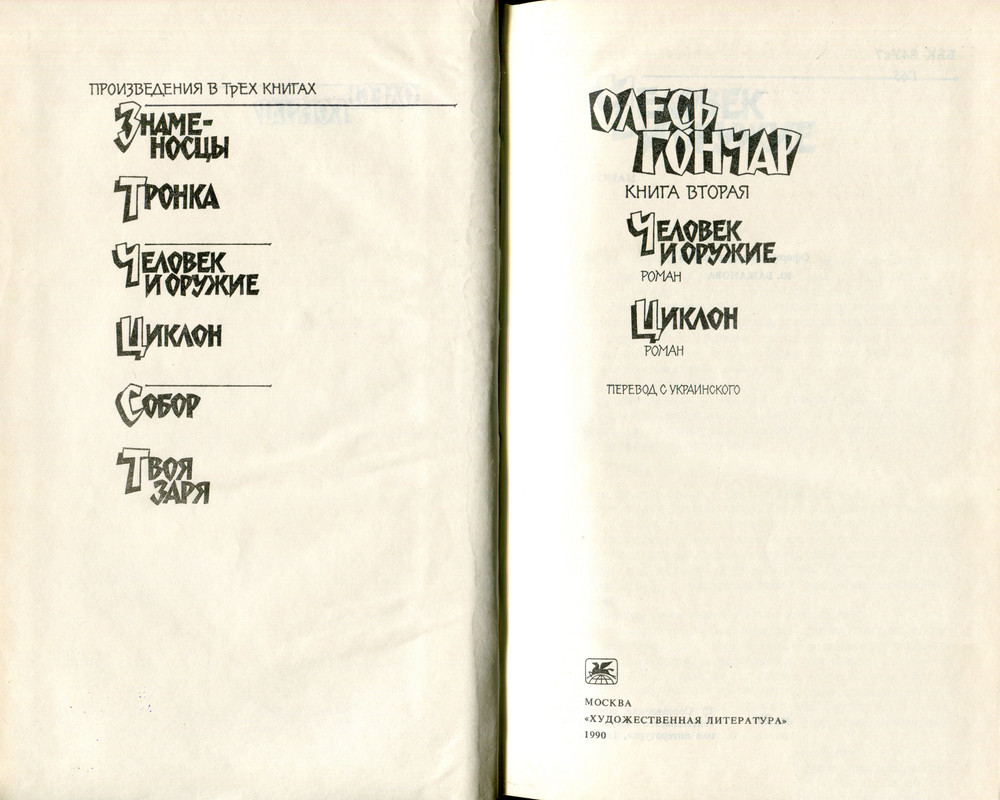 ПРОИЗВЕДЕНИЯ В ТРЕХ КНИГАХ
ЗНАМЕ-
НОСЦЫ
ТРОНКА
ЧЕЛОВЕК
И ОРУЖИЕ
ЦИКЛОН
СОБОР
ТВОЯ
ЗАРЯ
ОЛЕСЬ
ГОНЧАР
КНИГА ВТОРАЯ
ЧЕЛОВЕК
И ОРУЖИЕ
РОМАН
ЦИКЛОН
РОМАН
ПЕРЕВОД С УКРАИНСКОГО
МОСКВА
«ХУДОЖЕСТВЕННАЯ ЛИТЕРАТУРА»
1990